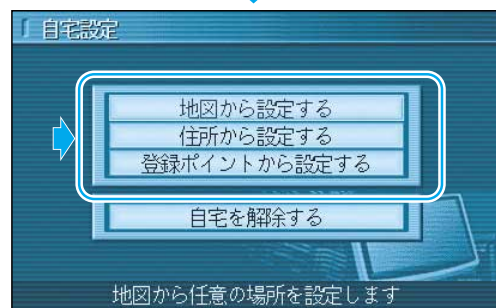 自宅設定
地図から設定する
住所から設定する
登録ポイントから設定する
自宅を解除する
地図から任意の場所を設定します